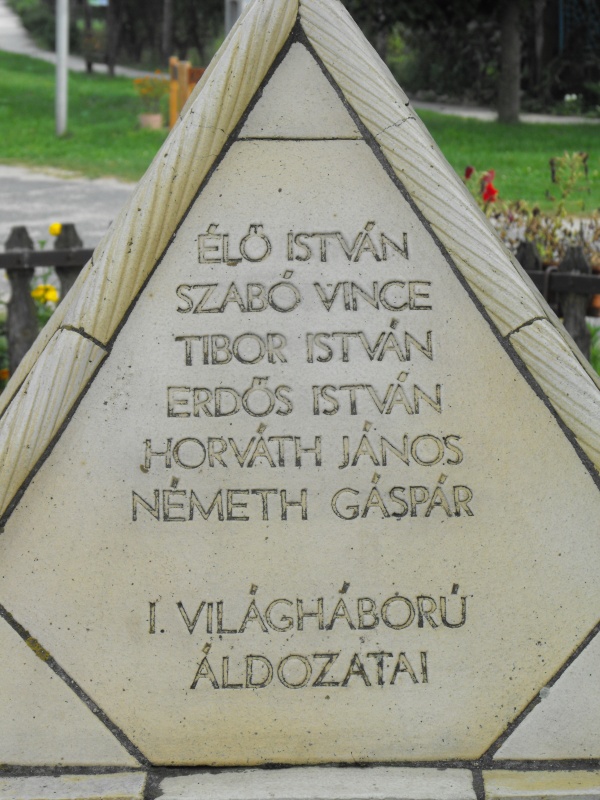 ÉLŐ ISTVÁN
SZABÓ VINCE
TIBOR ISTVÁN
ERDŐS ISTVÁN
HORVÁTH JÁNOS
NÉMETH GÁSPÁR
I. VILÁGHÁBORÚ
ÁLDOZATAI